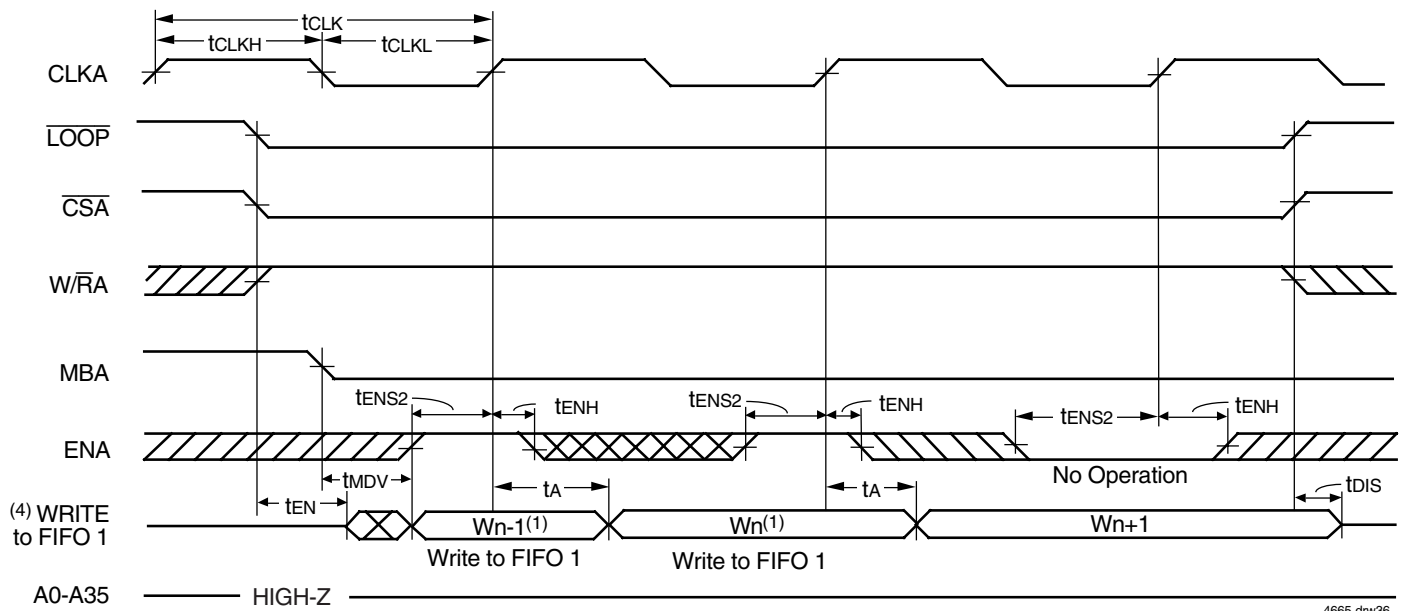 tCLK
tCLKH
tCLKL
CLKA
LOOP
CSA
W/RA
MBA
tENS2
tENH
tENS2
tENH
tENS2
tENH
ENA
No Operation
tMDV
tEN
tA
tA
tDIS
(4) WRITE
to FIFO 1
Wn-1(1)
Wn(1)
Wn+1
Write to FIFO 1
Write to FIFO 1
A0-A35
HIGH-Z
4665 drw36